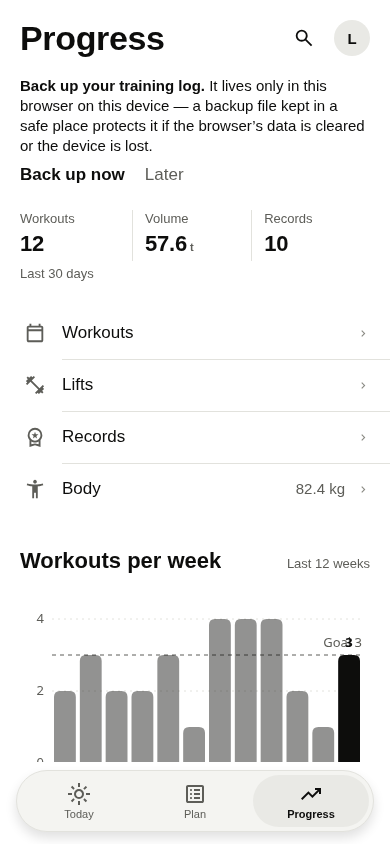 Progress
L
Back up your training log. It lives only in this
browser on this device — a backup file kept in a
safe place protects it if the browser's data is cleared
or the device is lost.
Back up now Later
Workouts Volume Records
12 57.6 t 10
Last 30 days
Workouts
Lifts
Records
Body 82.4 kg
Workouts per week Last 12 weeks
4
Goal 3
3
2
0
Today Plan Progress